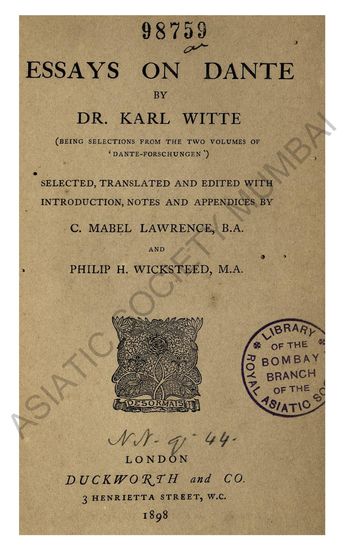 98759
ESSAYS ON DANTE
BY
DR. KARL WITTE
(BEING SELECTIONS FROM THE TWO VOLUMES OF
'DANTE-FORSCHUNGEN')
SELECTED, TRANSLATED AND EDITED WITH
INTRODUCTION, NOTES AND APPENDICES BY
C. MABEL LAWRENCE, B.A.
AND
PHILIP H. WICKSTEED, M.A.
DESORMAIS
LIBRARY
OF THE
BOMBAY
BRANCH
OF THE
ROYAL ASIATIC SO
44.
LONDON
DUCKWORTH and CO.
3 HENRIETTA STREET, W.C.
1898
ASIATIC SOCIETY MUMBAI